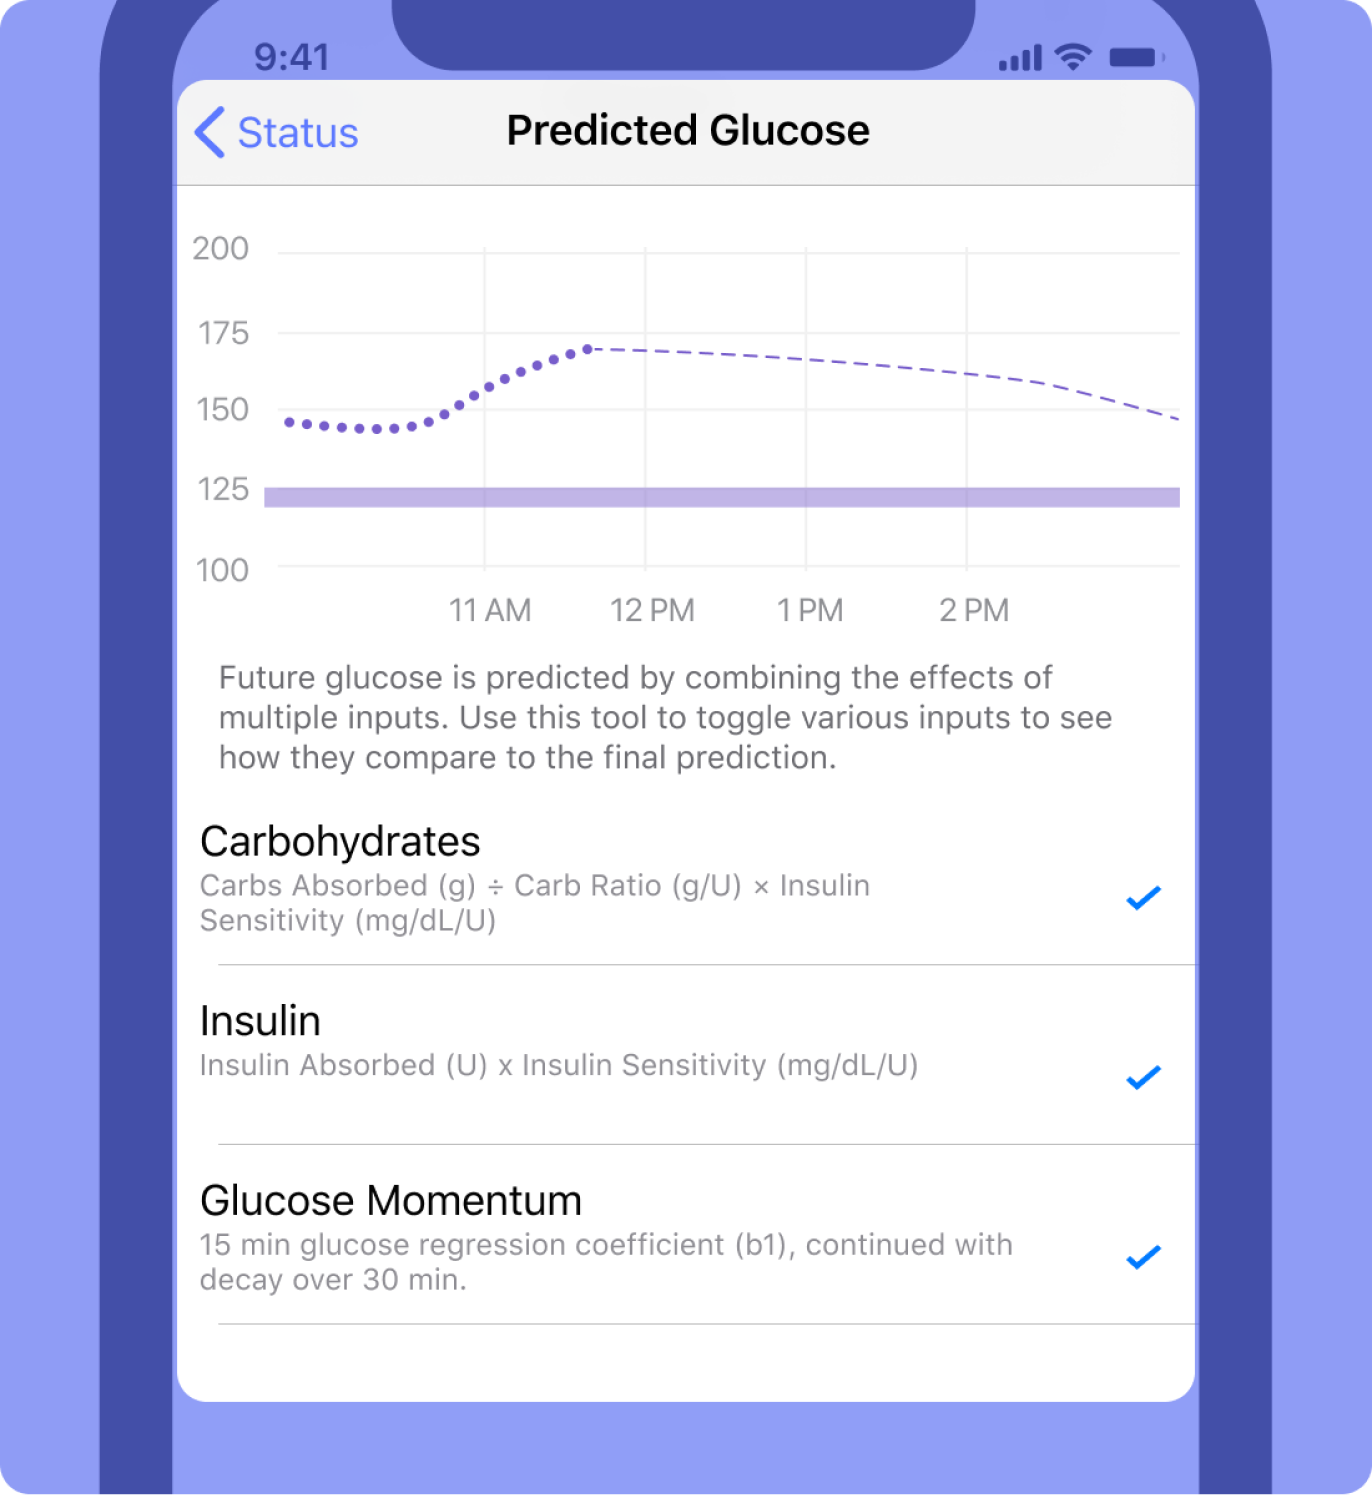 9:41
Status
Predicted Glucose
200
175
150
125
100
11 AM
12 PM
1 PM
2 PM
Future glucose is predicted by combining the effects of
multiple inputs. Use this tool to toggle various inputs to see
how they compare to the final prediction.
Carbohydrates
Carbs Absorbed (g) ÷ Carb Ratio (g/U) × Insulin
Sensitivity (mg/dL/U)
Insulin
Insulin Absorbed (U) x Insulin Sensitivity (mg/dL/U)
Glucose Momentum
15 min glucose regression coefficient (b1), continued with
decay over 30 min.